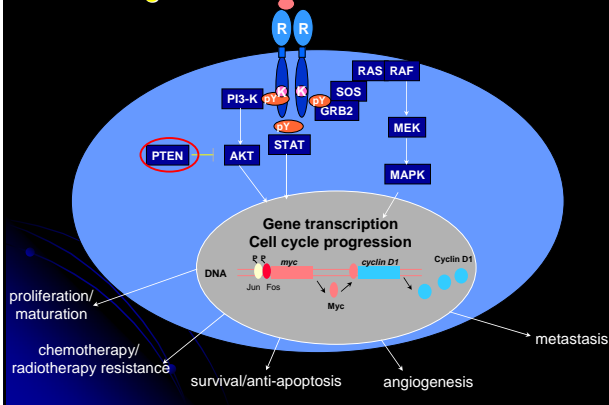 R R
RAS RAF
K K
PI3-K pY pY SOS
GRB2
pY
MEK
PTEN AKT STAT
MAPK
Gene transcription
Cell cycle progression
P P
DNA myc cyclin D1 Cyclin D1
Jun Fos
Myc
proliferation/
maturation
metastasis
chemotherapy/
radiotherapy resistance
survival/anti-apoptosis angiogenesis